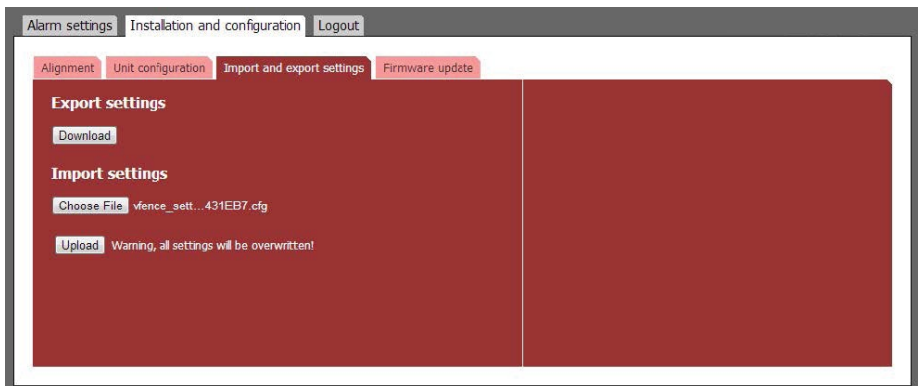 Alarm settings Installation and configuration Logout
Alignment Unit configuration Import and export settings Firmware update
Export settings
Download
Import settings
Choose File vfence_sett...431EB7.cfg
Upload Warning, all settings will be overwritten!